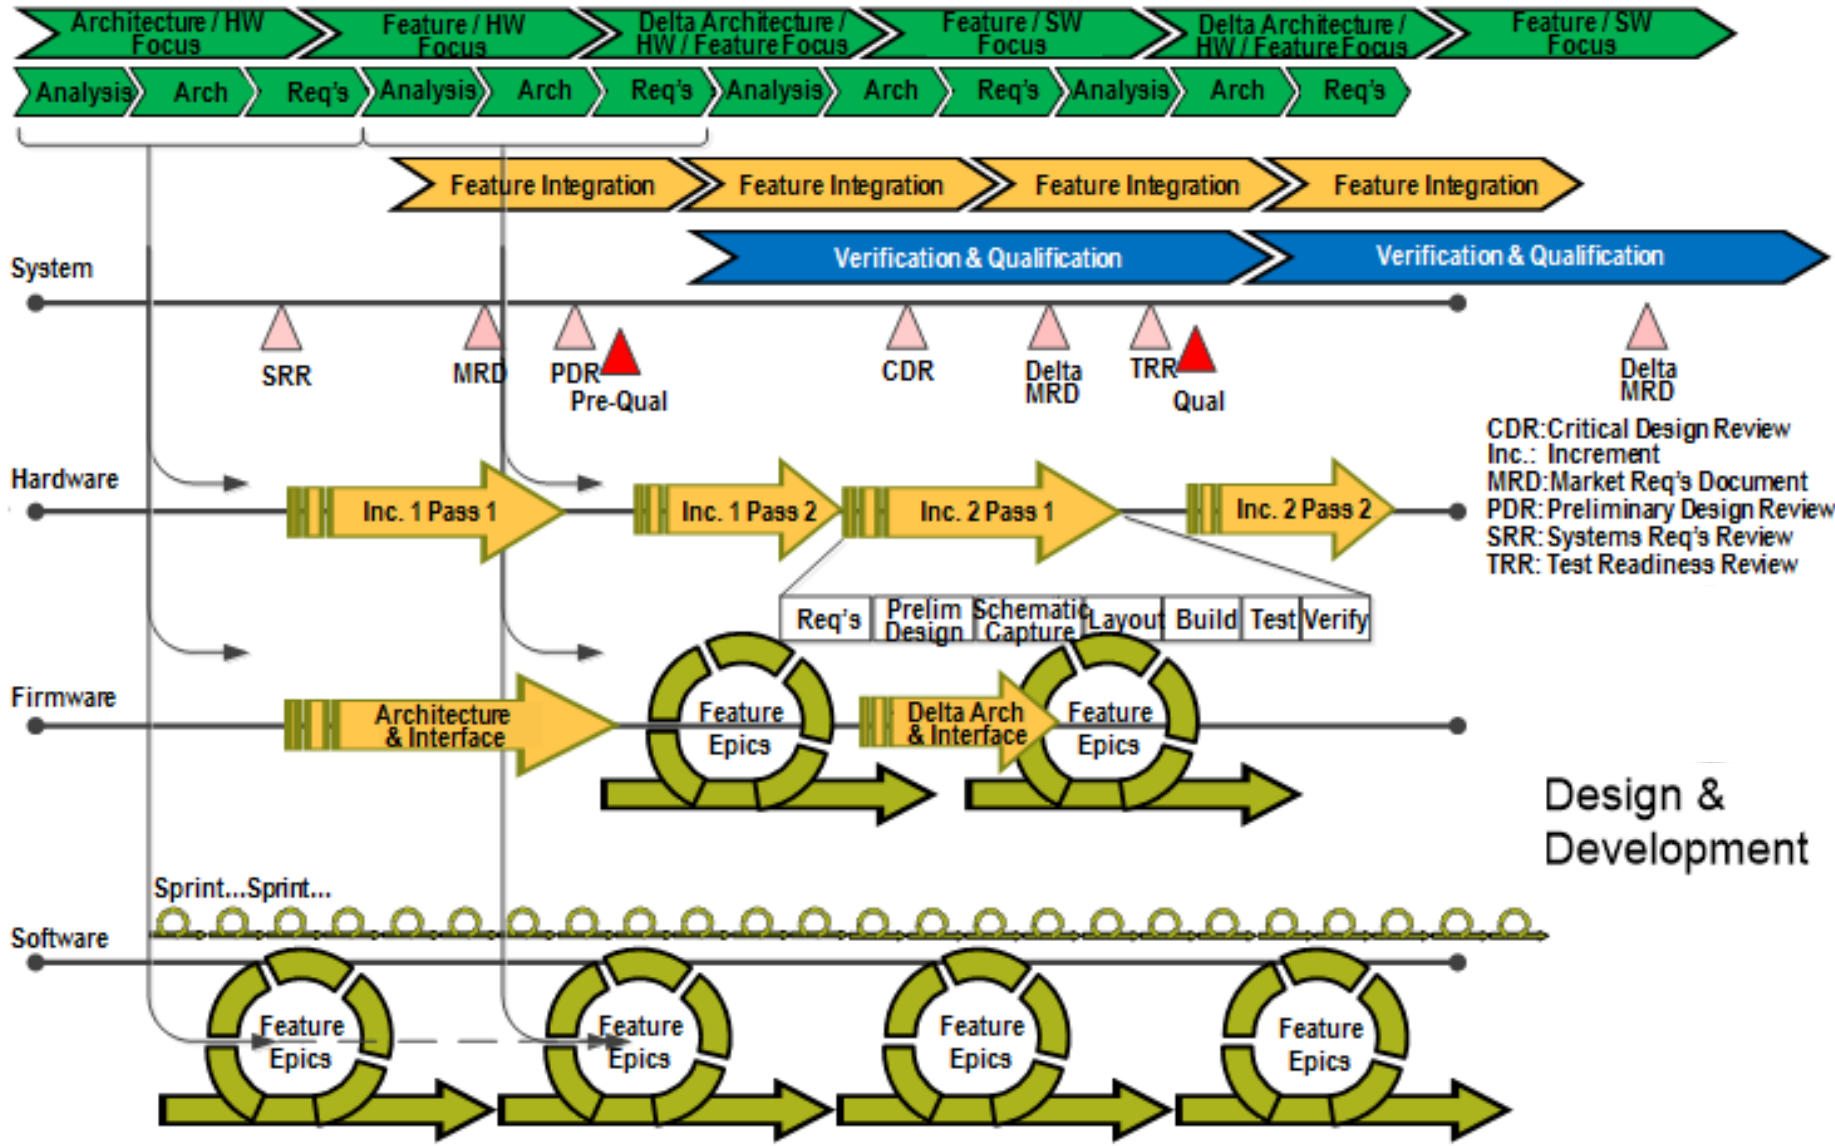 Architecture / HW
Focus
Feature / HW
Focus
Delta Architecture /
HW / Feature Focus
Feature / SW
Focus
Delta Architecture /
HW / Feature Focus
Feature / SW
Focus
Analysis
Arch
Req's
Analysis
Arch
Req's
Analysis
Arch
Req's
Analysis
Arch
Req's
Feature Integration
Feature Integration
Feature Integration
Feature Integration
Verification & Qualification
Verification & Qualification
System
SRR
MRD
PDR
Pre-Qual
CDR
Delta
MRD
TRR
Qual
Delta
MRD
CDR: Critical Design Review
Inc.: Increment
MRD: Market Req's Document
PDR: Preliminary Design Review
SRR: Systems Req's Review
TRR: Test Readiness Review
Hardware
Inc. 1 Pass 1
Inc. 1 Pass 2
Inc. 2 Pass 1
Inc. 2 Pass 2
Req's
Prelim
Design
Schematic
Capture
Layout
Build
Test
Verify
Firmware
Architecture
& Interface
Feature
Epics
Delta Arch
& Interface
Feature
Epics
Design &
Development
Sprint...Sprint...
Software
Feature
Epics
Feature
Epics
Feature
Epics
Feature
Epics